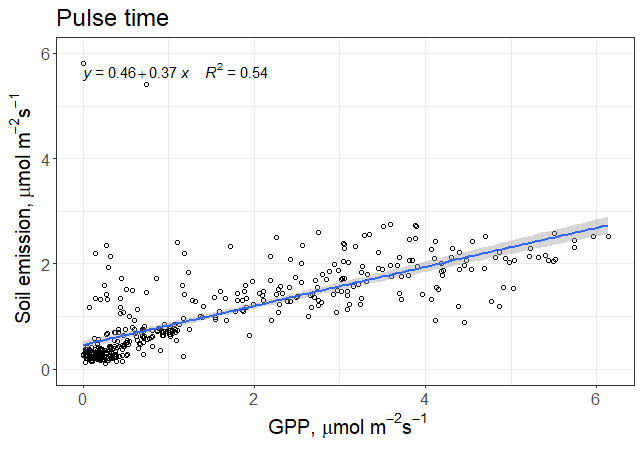 Pulse time
y = 0.46 + 0.37 x R² = 0.54
Soil emission, μmol m⁻²s⁻¹
6
4
2
0
0 2 4 6
GPP, μmol m⁻²s⁻¹